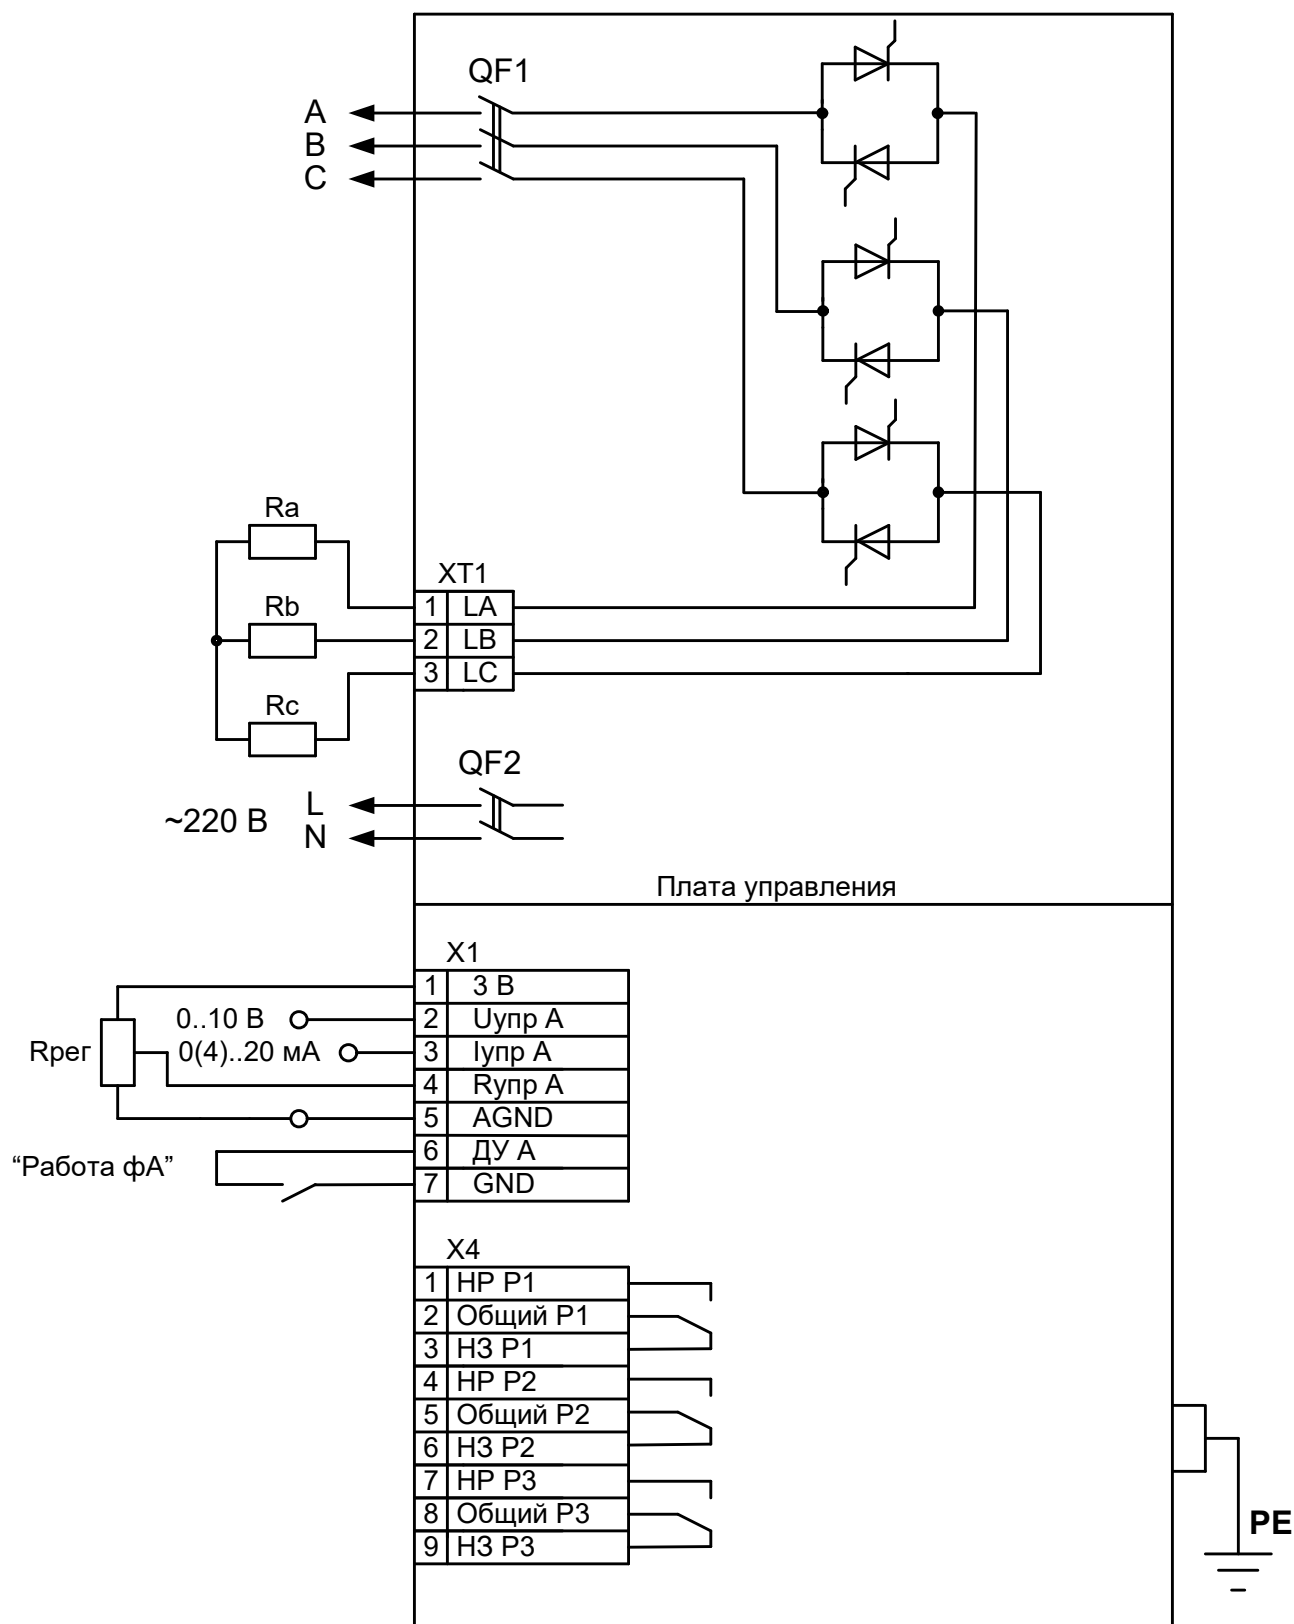 QF1
A
B
C
Ra
Rb
Rc
XT1
1 LA
2 LB
3 LC
QF2
~220 В
L
N
Плата управления
X1
1 3 В
2 Uупр А
3 Iупр А
4 Rупр А
5 AGND
6 ДУ А
7 GND
0..10 В
0(4)..20 мА
Rрег
“Работа фА”
X4
1 НР Р1
2 Общий Р1
3 НЗ Р1
4 НР Р2
5 Общий Р2
6 НЗ Р2
7 НР Р3
8 Общий Р3
9 НЗ Р3
PE